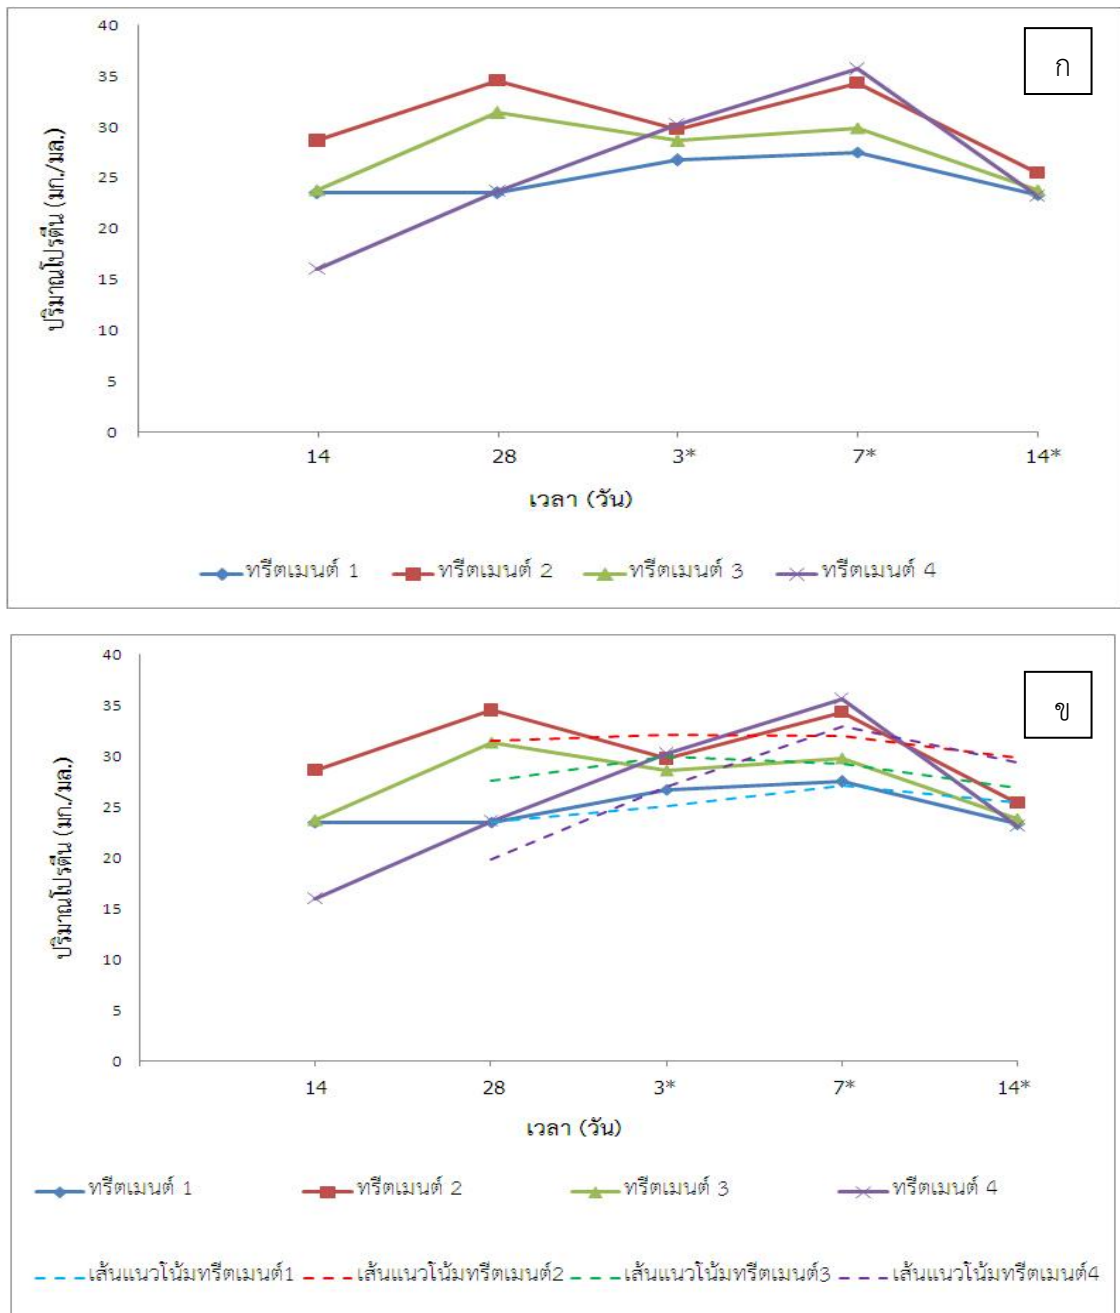 ก
40
35
30
25
20
15
10
5
0
ปริมาณโปรตีน (มก./มล.)
14 28 3* 7* 14*
เวลา (วัน)
ทรีตเมนต์ 1 ทรีตเมนต์ 2 ทรีตเมนต์ 3 ทรีตเมนต์ 4
ข
40
35
30
25
20
15
10
5
0
ปริมาณโปรตีน (มก./มล.)
14 28 3* 7* 14*
เวลา (วัน)
ทรีตเมนต์ 1 ทรีตเมนต์ 2 ทรีตเมนต์ 3 ทรีตเมนต์ 4
เส้นแนวโน้มทรีตเมนต์1 เส้นแนวโน้มทรีตเมนต์2 เส้นแนวโน้มทรีตเมนต์3 เส้นแนวโน้มทรีตเมนต์4